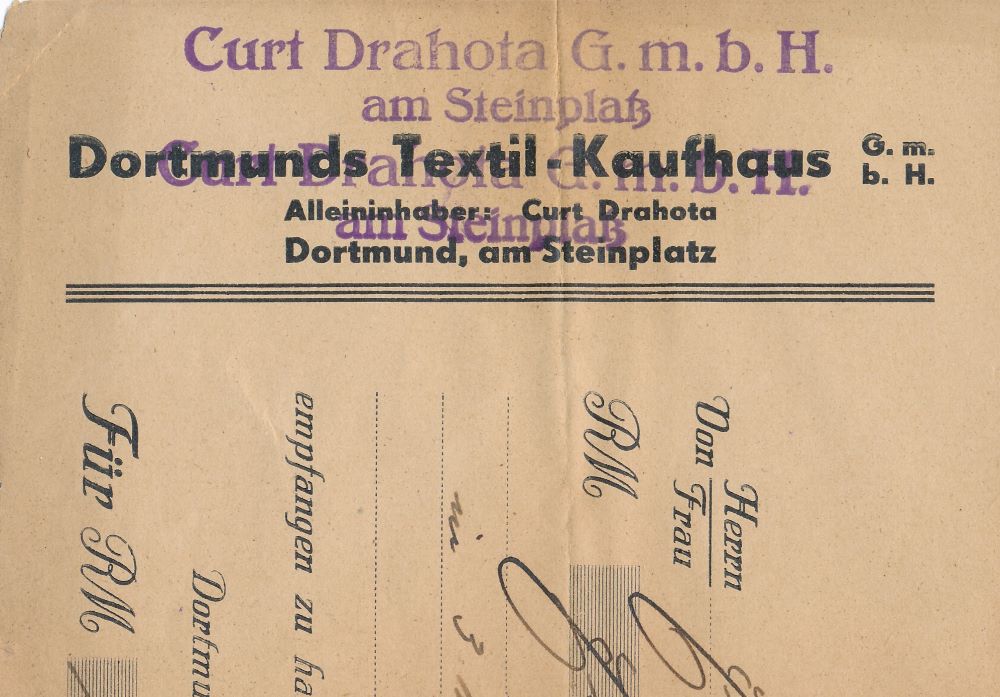 Curt Drahota G. m. b. H.
am Steinplatz
Dortmunds Textil-Kaufhaus G. m. b. H.
Curt Drahota G. m. b. H.
am Steinplatz
Alleininhaber: Curt Drahota
Dortmund, am Steinplatz
Von Herrn
Frau
RM
empfangen zu ha
Dortmu
Für RM